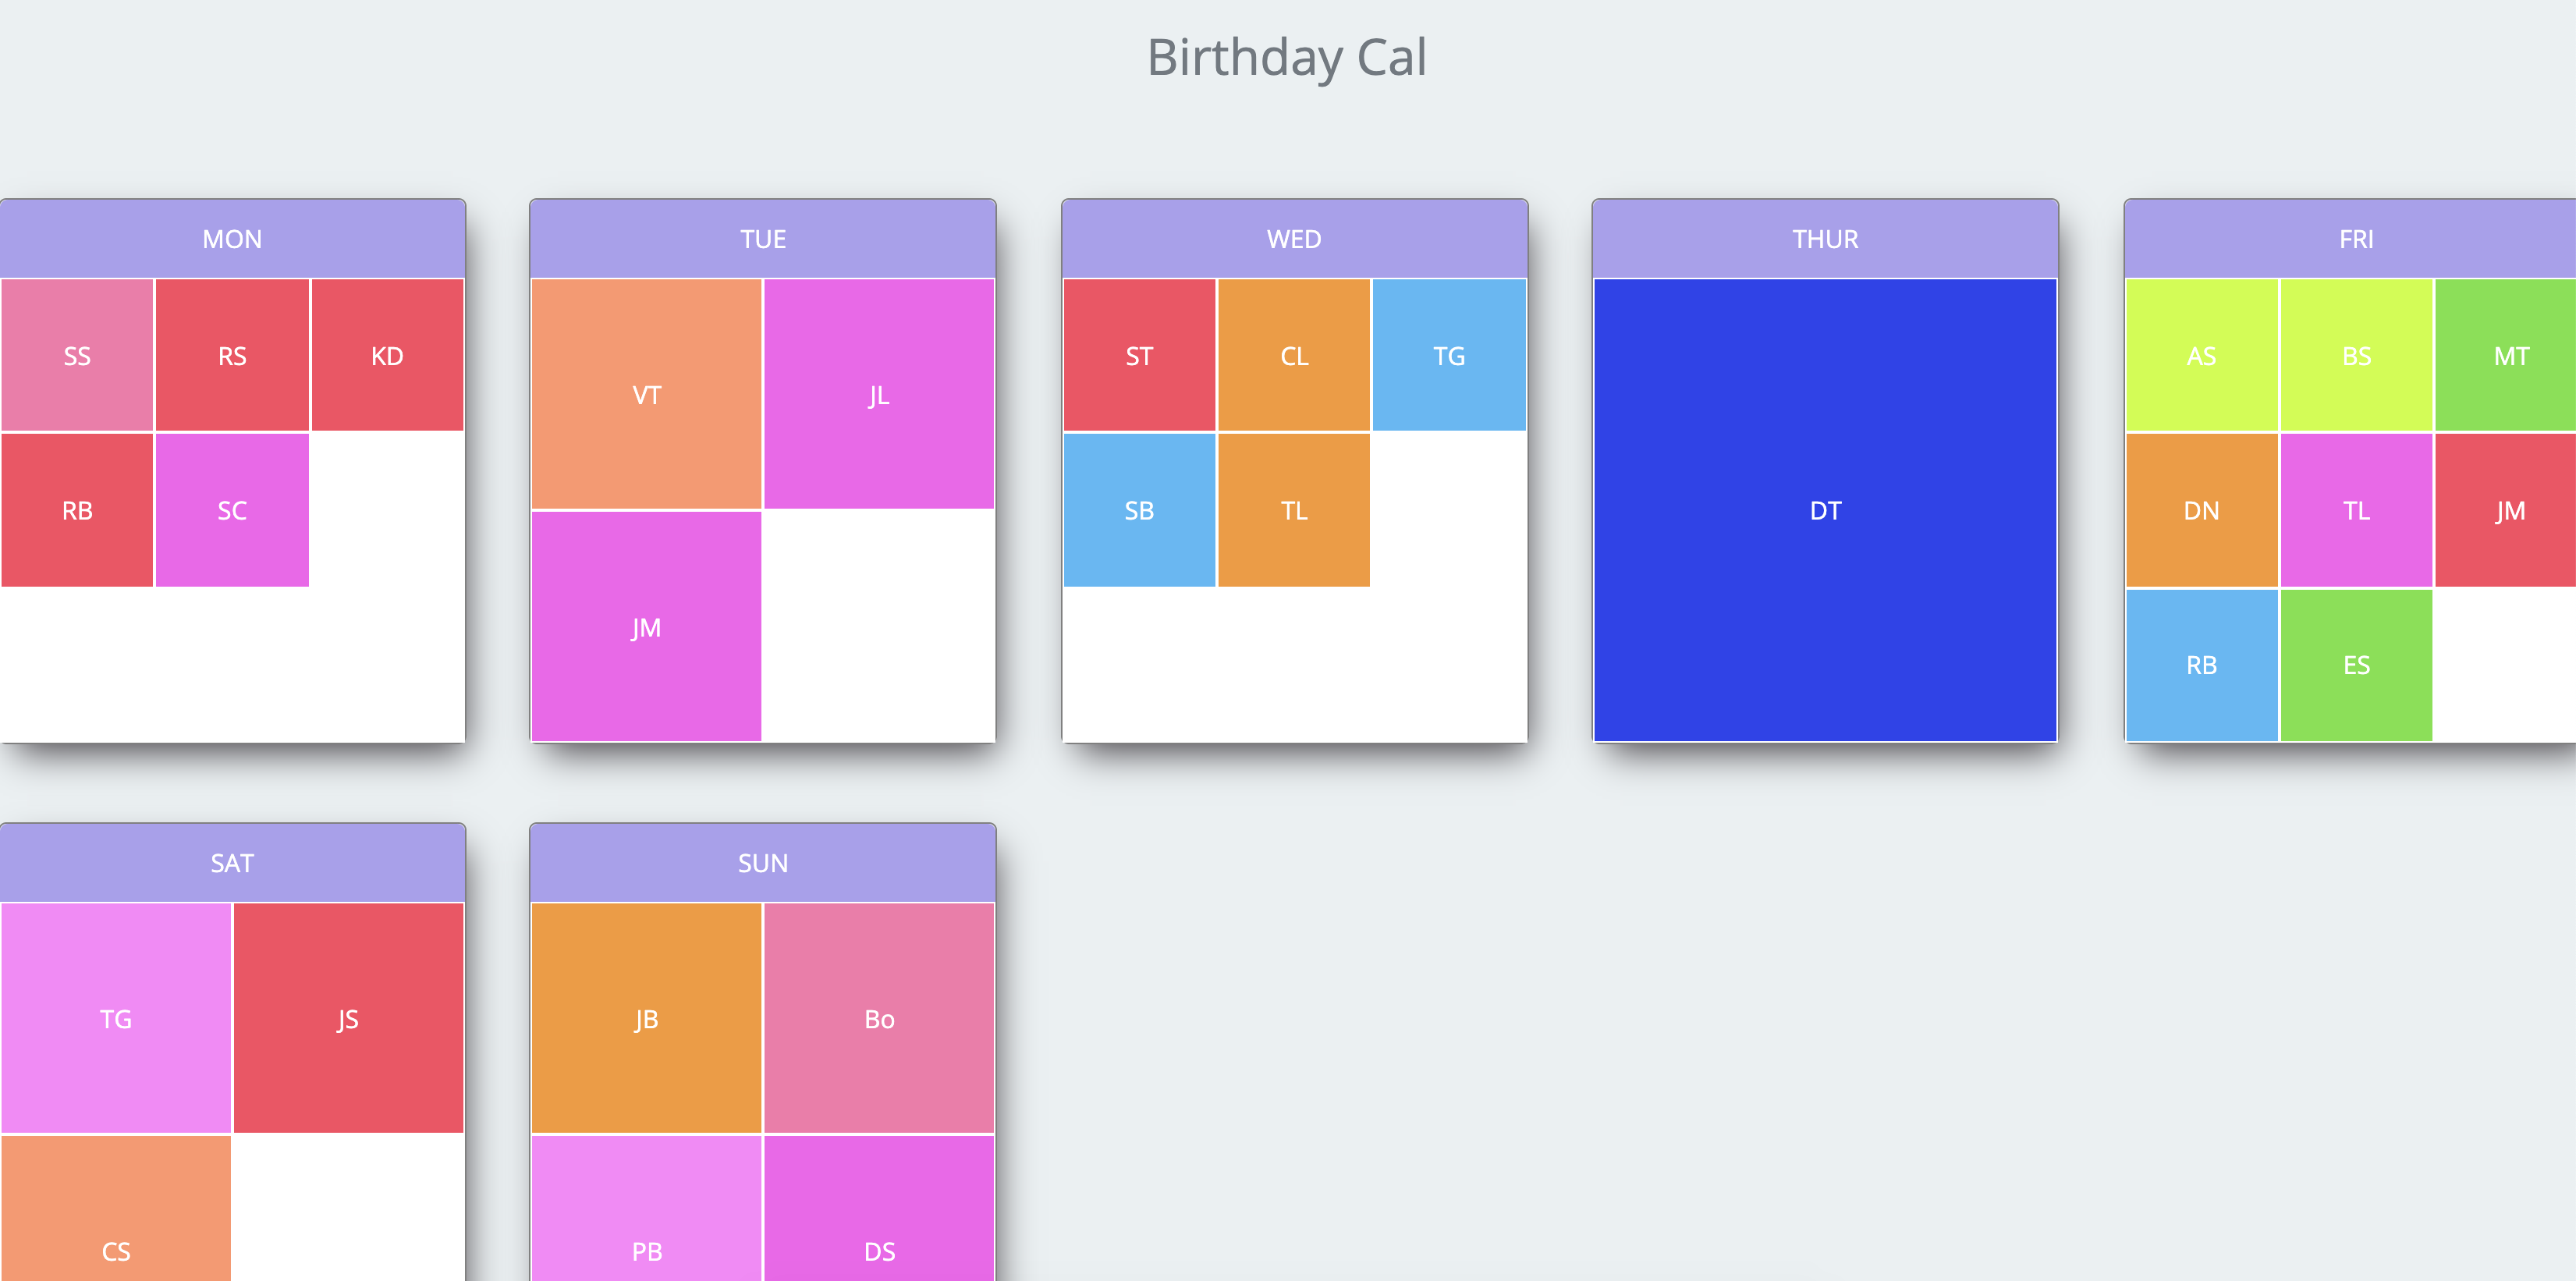 Birthday Cal
MON
TUE
WED
THUR
FRI
SS RS KD
RB SC
VT JL
JM
ST CL TG
SB TL
DT
AS BS MT
DN TL JM
RB ES
SAT
SUN
TG JS
CS
JB Bo
PB DS